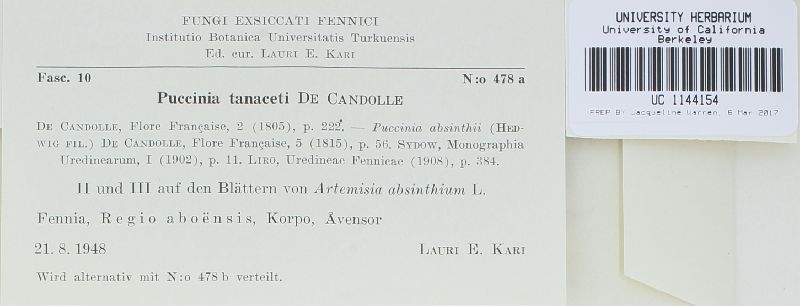 FUNGI EXSICCATI FENNICI
Institutio Botanica Universitatis Turkuensis
Ed. cur. LAURI E. KARI
Fasc. 10 N:o 478 a
Puccinia tanaceti DE CANDOLLE
DE CANDOLLE, Flore Française, 2 (1805), p. 222. — Puccinia absinthii (HED-
WIG FIL.) DE CANDOLLE, Flore Française, 5 (1815), p. 56. SYDOW, Monographia
Uredinearum, I (1902), p. 11. LIRO, Uredineae Fennicae (1908), p. 384.
II und III auf den Blättern von Artemisia absinthium L.
Fennia, Regio aboënsis, Korpo, Åvensor
21. 8. 1948 LAURI E. KARI
Wird alternativ mit N:o 478 b verteilt.
UNIVERSITY HERBARIUM
University of California
Berkeley
UC 1144154
PREP BY Jacqueline Warren, 6 Mar 2017